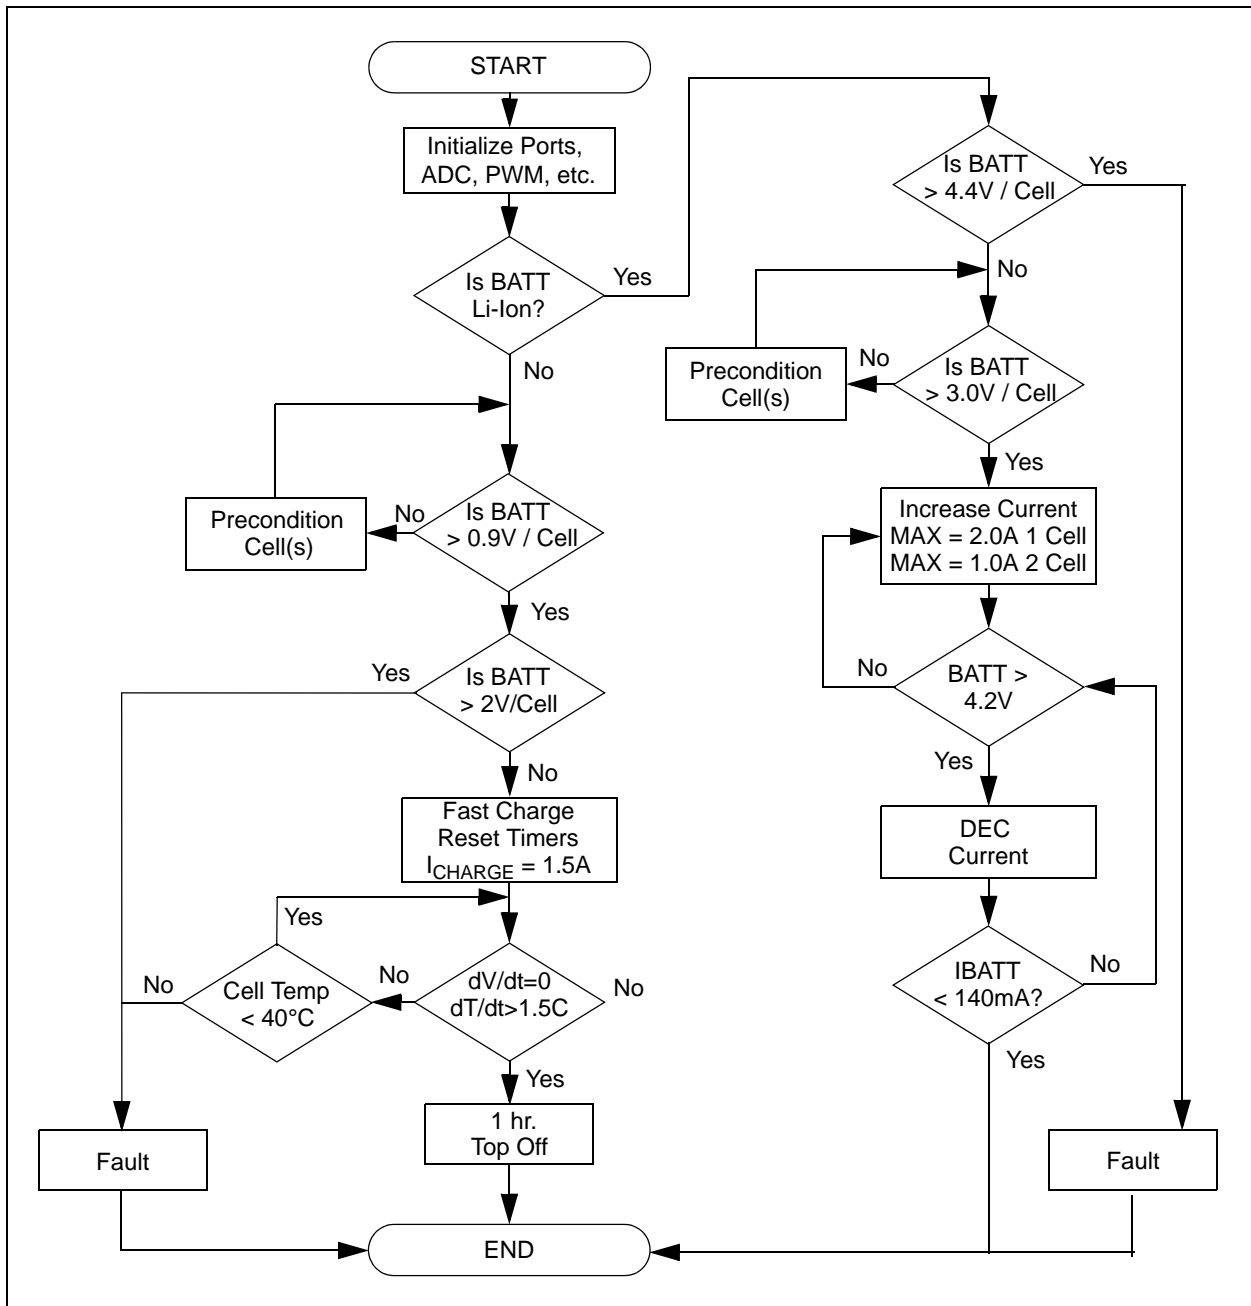 START
Initialize Ports,
ADC, PWM, etc.
Is BATT
Li-Ion?
Yes
No
Precondition
Cell(s)
No
Is BATT
> 0.9V / Cell
Yes
Yes
Is BATT
> 2V/Cell
No
Fast Charge
Reset Timers
ICHARGE = 1.5A
Yes
No
Cell Temp
< 40°C
No
dV/dt=0
dT/dt>1.5C
No
Yes
1 hr.
Top Off
Fault
END
Is BATT
> 4.4V / Cell
Yes
No
Precondition
Cell(s)
No
Is BATT
> 3.0V / Cell
Yes
Increase Current
MAX = 2.0A 1 Cell
MAX = 1.0A 2 Cell
No
BATT >
4.2V
Yes
DEC
Current
IBATT
< 140mA?
No
Yes
Fault